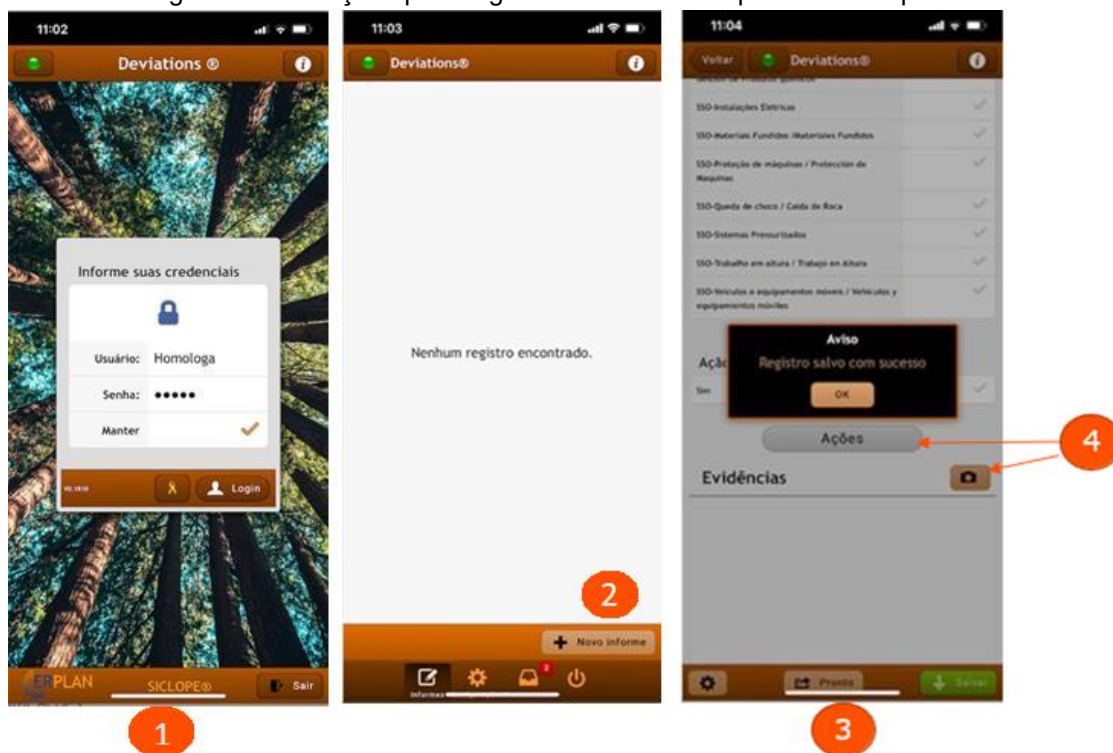 11:02
Deviations ®
Informe suas credenciais
Usuário: Homologa
Senha: •••••
Manter
Login
ERPLAN
SICLOPE®
Sair
1
11:03
Deviations®
Nenhum registro encontrado.
2
Novo informe
Informes
11:04
Voltar
Deviations®
SSO-Instalações Elétricas
SSO-Materiais Fundidos /Materiales Fundidos
SSO-Proteção de máquinas / Protección de
Maquinas
SSO-Queda de choco / Caída de Roca
SSO-Sistemas Pressurizados
SSO-Trabalho em altura / Trabajo en Altura
SSO-Veículos e equipamentos móveis / Vehículos y
equipamientos móviles
Aviso
Registro salvo com sucesso
OK
Sim
Ações
Evidências
4
Pronto
Salvar
3